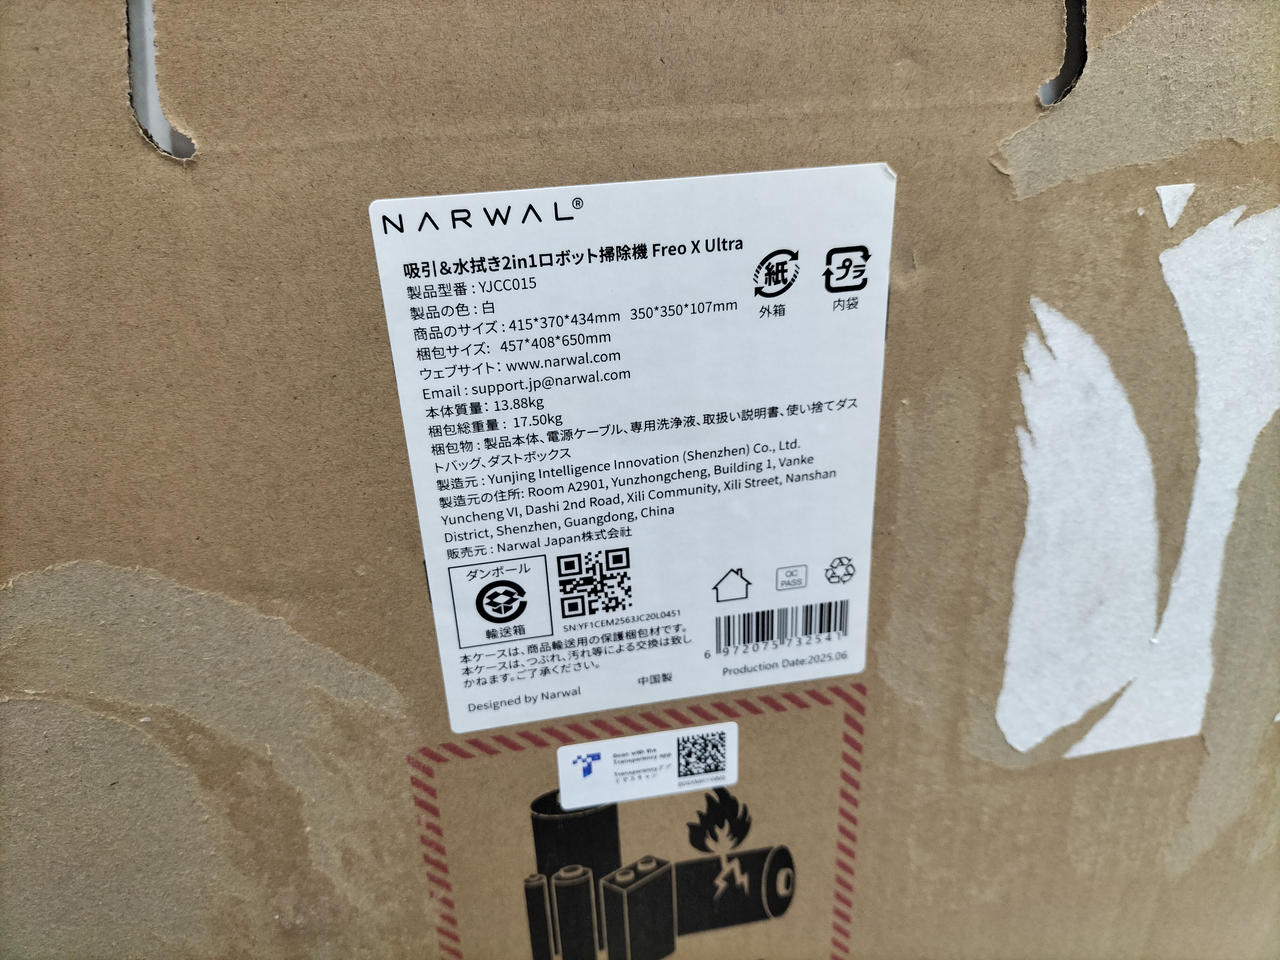 NARWAL®
吸引&水拭き2in1ロボット掃除機 Freo X Ultra
製品型番 : YJCC015
製品の色 : 白
商品のサイズ : 415*370*434mm 350*350*107mm
梱包サイズ: 457*408*650mm
ウェブサイト: www.narwal.com
Email : support.jp@narwal.com
本体質量: 13.88kg
梱包総重量 : 17.50kg
梱包物 : 製品本体、電源ケーブル、専用洗浄液、取扱い説明書、使い捨てダス
トバッグ、ダストボックス
製造元 : Yunjing Intelligence Innovation (Shenzhen) Co., Ltd.
製造元の住所: Room A2901, Yunzhongcheng, Building 1, Vanke
Yuncheng VI, Dashi 2nd Road, Xili Community, Xili Street, Nanshan
District, Shenzhen, Guangdong, China
販売元 : Narwal Japan株式会社
紙
外箱
プラ
内袋
ダンボール
輸送箱
SN:YF1CEM2563JC20L0451
QC
PASS
本ケースは、商品輸送用の保護梱包材です。
本ケースは、つぶれ、汚れ等による交換は致し
かねます。ご了承ください。
6 972075 732541
Designed by Narwal
中国製
Production Date:2025.06
Scan with the
Transparency app